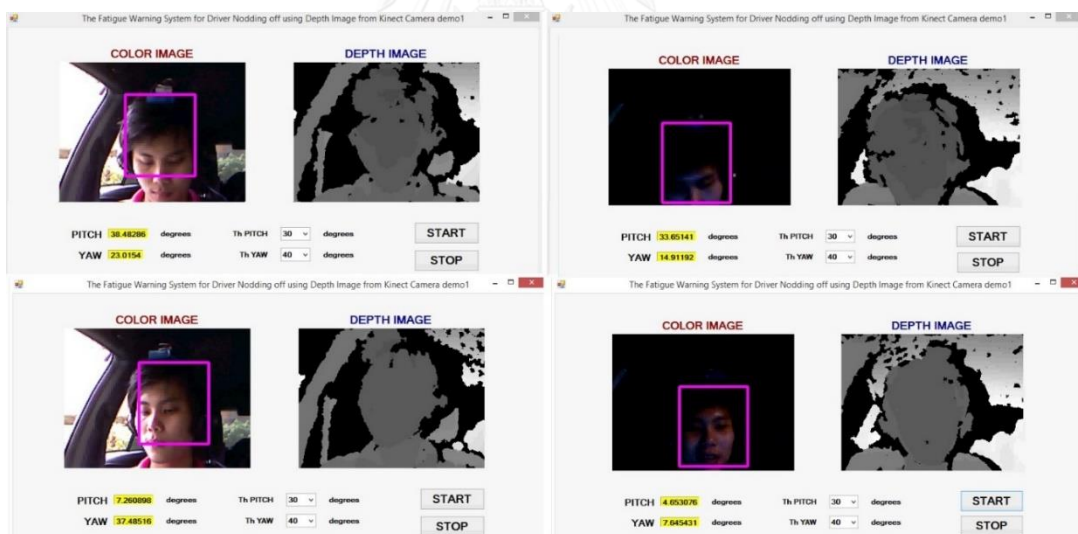 The Fatigue Warning System for Driver Nodding off using Depth Image from Kinect Camera demo1
COLOR IMAGE DEPTH IMAGE
PITCH 38.48286 degrees Th PITCH 30 degrees START
YAW 23.0154 degrees Th YAW 40 degrees STOP
The Fatigue Warning System for Driver Nodding off using Depth Image from Kinect Camera demo1
COLOR IMAGE DEPTH IMAGE
PITCH 33.65141 degrees Th PITCH 30 degrees START
YAW 14.91192 degrees Th YAW 40 degrees STOP
The Fatigue Warning System for Driver Nodding off using Depth Image from Kinect Camera demo1
COLOR IMAGE DEPTH IMAGE
PITCH 7.260898 degrees Th PITCH 30 degrees START
YAW 37.48516 degrees Th YAW 40 degrees STOP
The Fatigue Warning System for Driver Nodding off using Depth Image from Kinect Camera demo1
COLOR IMAGE DEPTH IMAGE
PITCH 4.653076 degrees Th PITCH 30 degrees START
YAW 7.645431 degrees Th YAW 40 degrees STOP